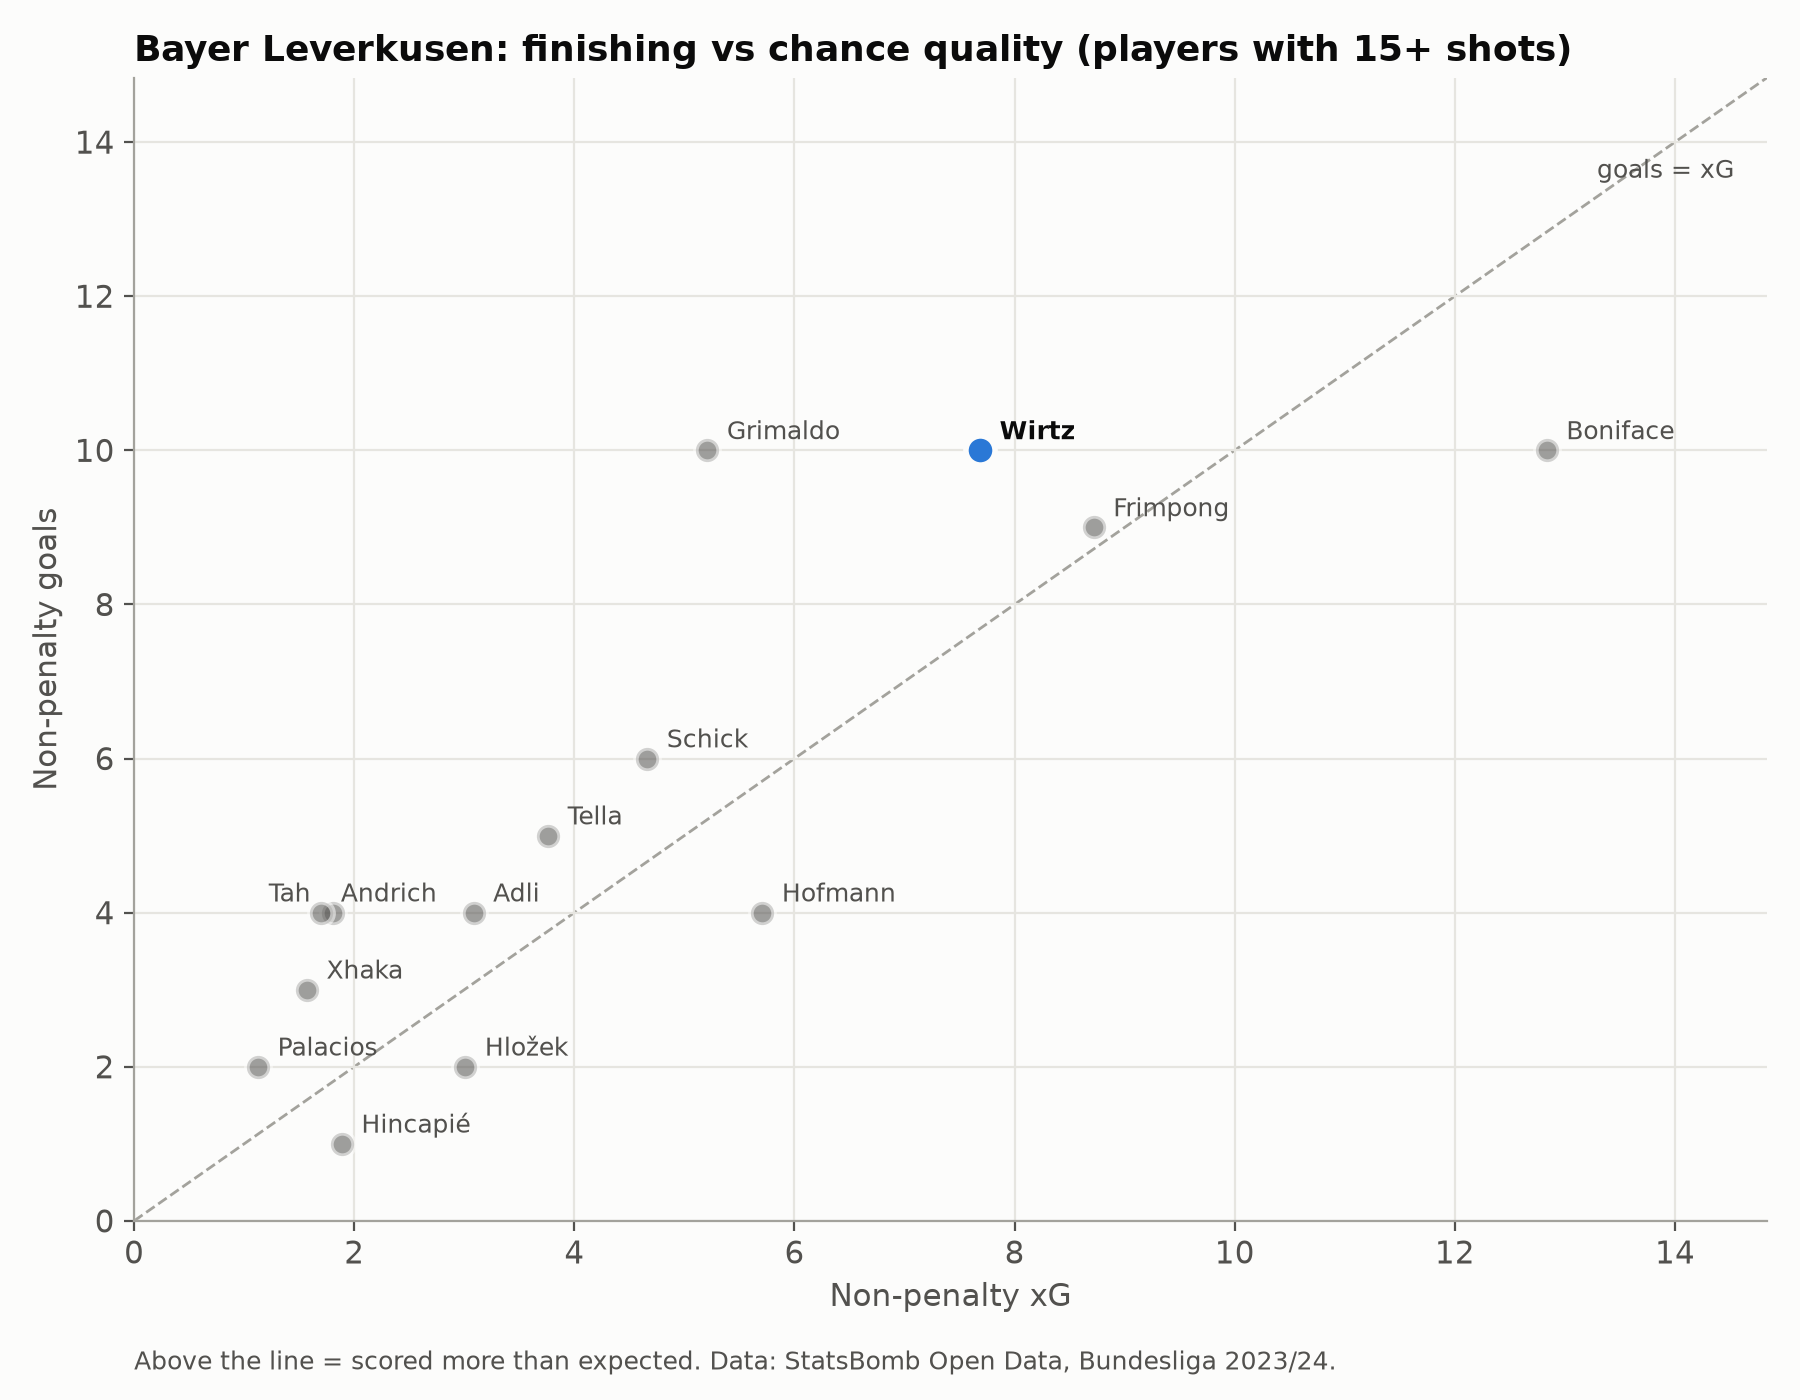 Bayer Leverkusen: finishing vs chance quality (players with 15+ shots)
14
goals = xG
12
Grimaldo
Wirtz
Boniface
10
Frimpong
8
Non-penalty goals
Schick
6
Tella
Tah
Andrich
Adli
Hofmann
4
Xhaka
Palacios
Hložek
2
Hincapié
0
0 2 4 6 8 10 12 14
Non-penalty xG
Above the line = scored more than expected. Data: StatsBomb Open Data, Bundesliga 2023/24.